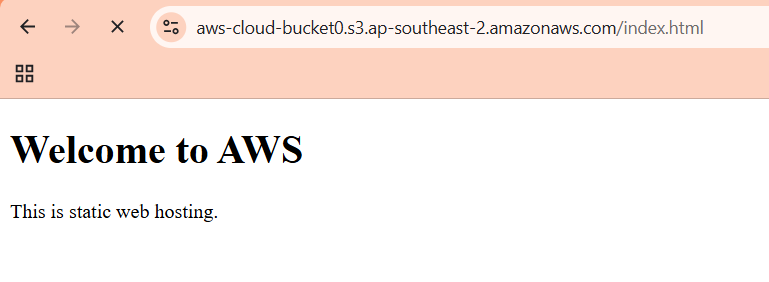 aws-cloud-bucket0.s3.ap-southeast-2.amazonaws.com/index.html
Welcome to AWS
This is static web hosting.